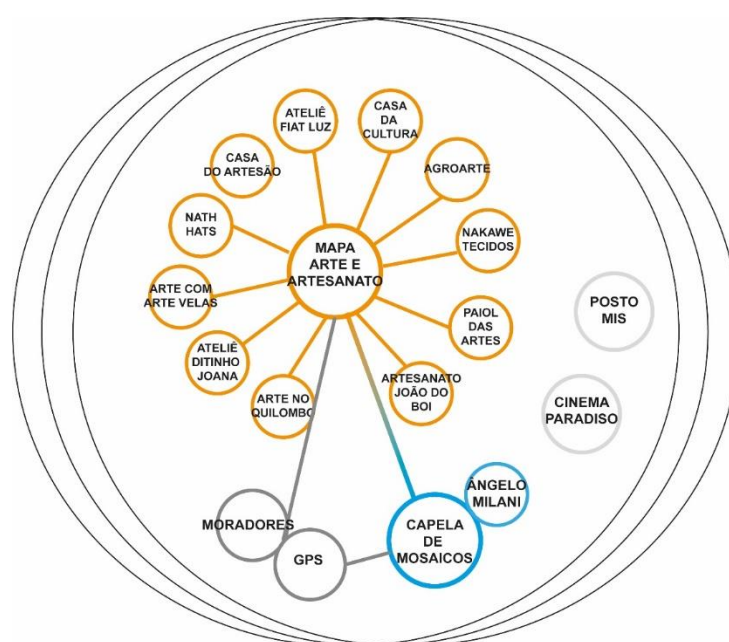 ATELIÊ
FIAT LUZ
CASA
DA
CULTURA
CASA
DO ARTESÃO
AGROARTE
NATH
HATS
MAPA
ARTE E
ARTESANATO
NAKAWE
TECIDOS
ARTE COM
ARTE VELAS
PAIOL
DAS
ARTES
POSTO
MIS
ATELIÊ
DITINHO
JOANA
ARTE NO
QUILOMBO
ARTESANATO
JOÃO DO
BOI
CINEMA
PARADISO
ÂNGELO
MILANI
MORADORES
GPS
CAPELA
DE
MOSAICOS